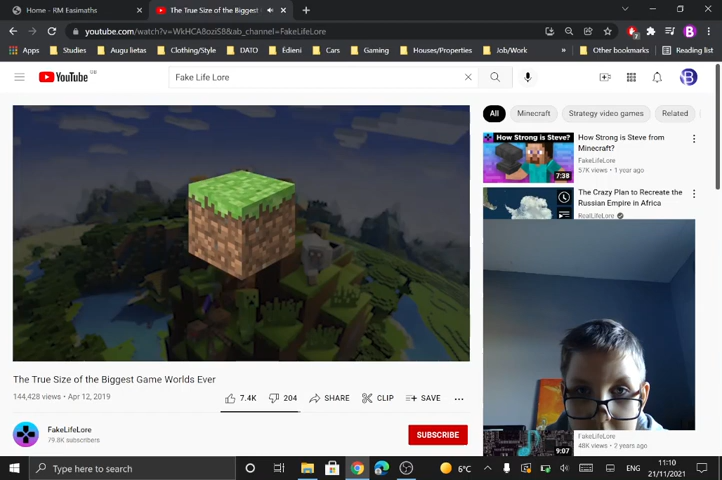 Home - RM Easimaths
The True Size of the Biggest
youtube.com/watch?v=WkHCA8oziS8&ab_channel=FakeLifeLore
7
B
Apps
Studies
Augu lietas
Clothing/Style
DATO
Edieni
Cars
Gaming
Houses/Properties
Job/Work
»
Other bookmarks
Reading list
YouTube
Fake Life Lore
All
Minecraft
Strategy video games
Related
How Strong is Steve?
7:38
How Strong is Steve from
Minecraft?
FakeLifeLore
57K views • 1 year ago
The Crazy Plan to Recreate the
Russian Empire in Africa
RealLifeLore
The True Size of the Biggest Game Worlds Ever
144,428 views • Apr 12, 2019
7.4K
204
SHARE
CLIP
SAVE
FakeLifeLore
79.8K subscribers
SUBSCRIBE
9:07
FakeLifeLore
48K views • 2 years ago
Type here to search
6°C
ENG
11:10
21/11/2021